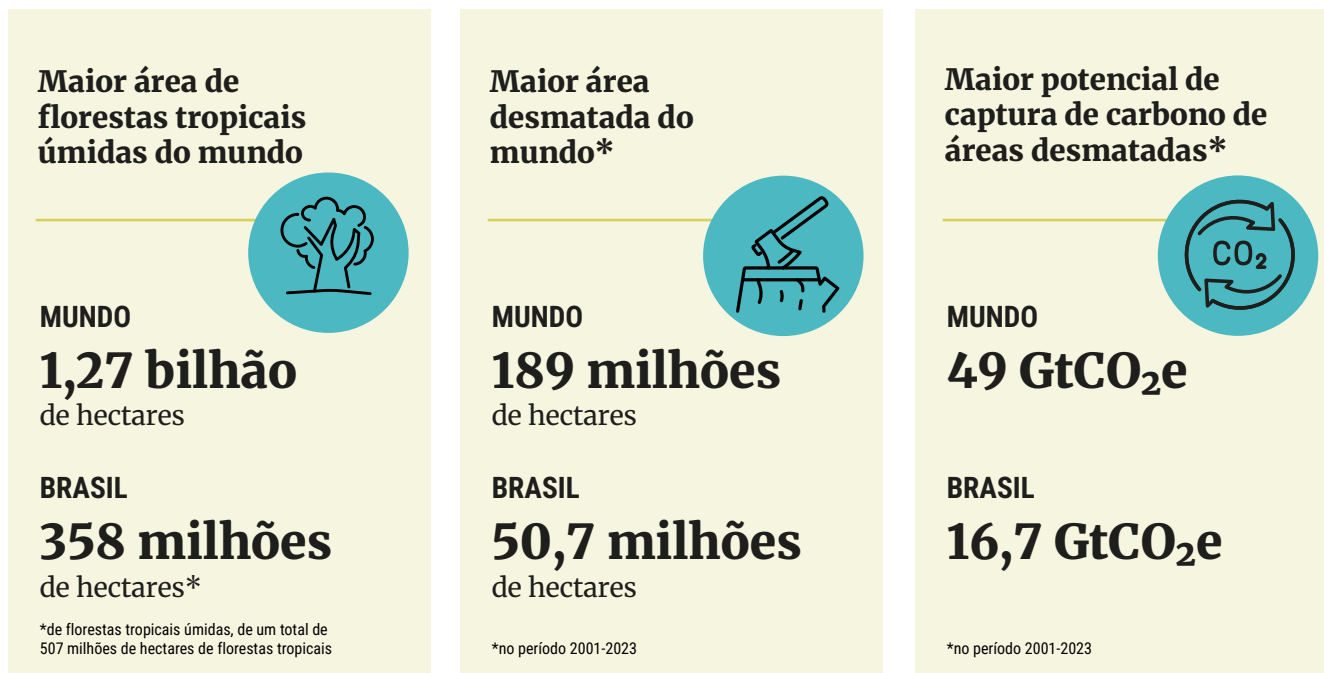 Maior área de
florestas tropicais
úmidas do mundo
MUNDO
1,27 bilhão
de hectares
BRASIL
358 milhões
de hectares*
*de florestas tropicais úmidas, de um total de
507 milhões de hectares de florestas tropicais
Maior área
desmatada do
mundo*
MUNDO
189 milhões
de hectares
BRASIL
50,7 milhões
de hectares
*no período 2001-2023
Maior potencial de
captura de carbono de
áreas desmatadas*
CO₂
MUNDO
49 GtCO₂e
BRASIL
16,7 GtCO₂e
*no período 2001-2023